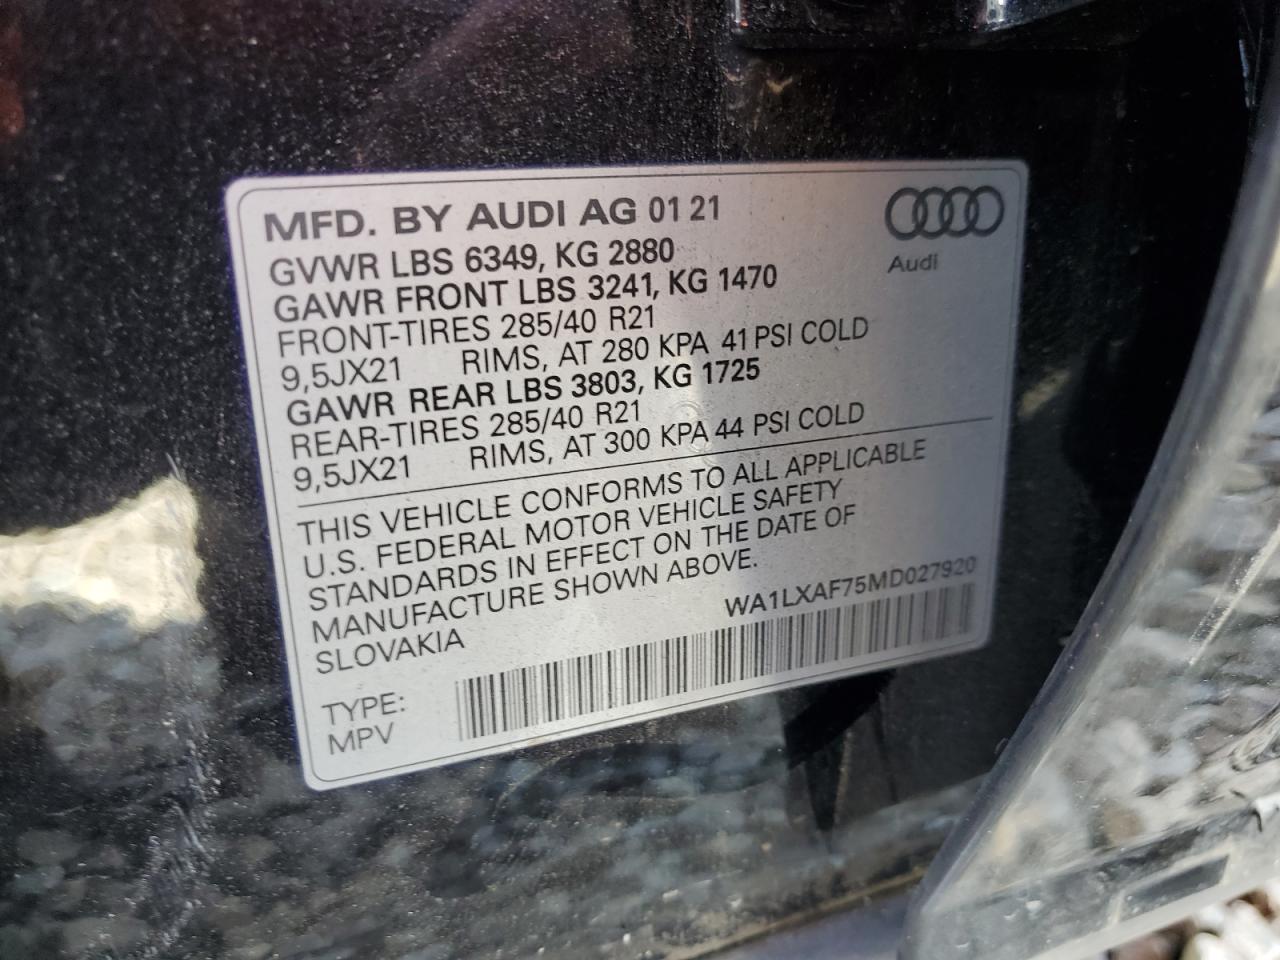 MFD. BY AUDI AG 01 21
Audi
GVWR LBS 6349, KG 2880
GAWR FRONT LBS 3241, KG 1470
FRONT-TIRES 285/40 R21
9,5JX21 RIMS, AT 280 KPA 41 PSI COLD
GAWR REAR LBS 3803, KG 1725
REAR-TIRES 285/40 R21
9,5JX21 RIMS, AT 300 KPA 44 PSI COLD
THIS VEHICLE CONFORMS TO ALL APPLICABLE
U.S. FEDERAL MOTOR VEHICLE SAFETY
STANDARDS IN EFFECT ON THE DATE OF
MANUFACTURE SHOWN ABOVE.
SLOVAKIA WA1LXAF75MD027920
TYPE:
MPV